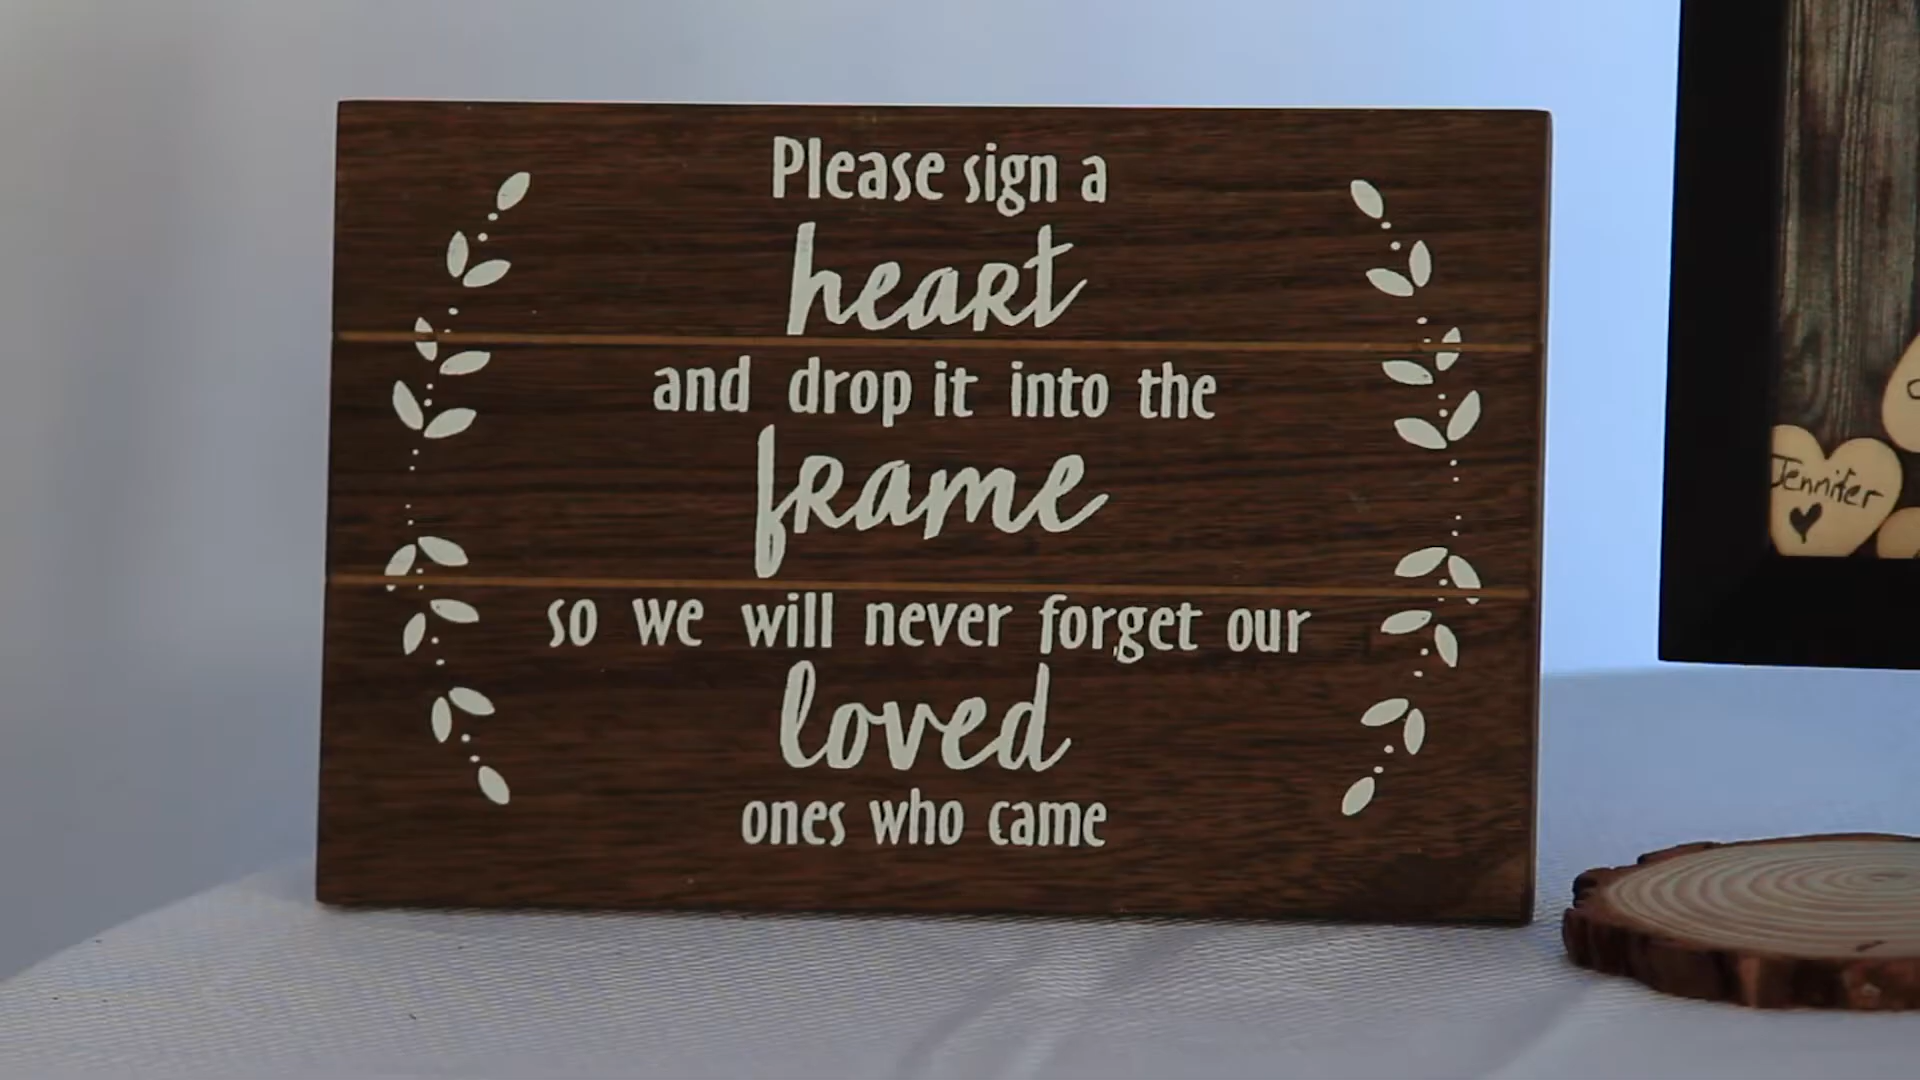 Please sign a
heart
and drop it into the
frame
so we will never forget our
loved
ones who came
Jennifer